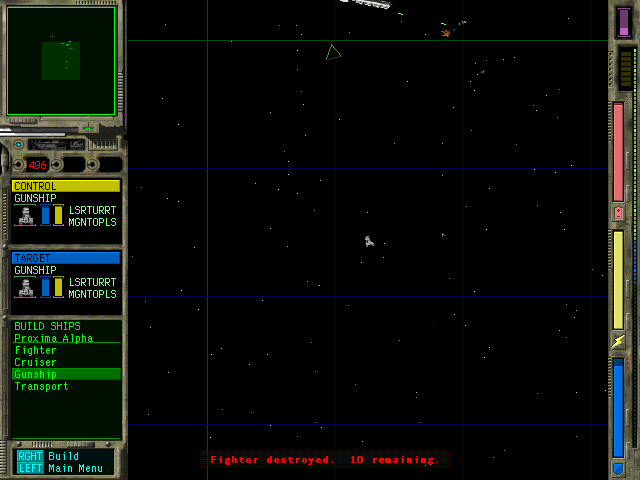 496
CONTROL
GUNSHIP
LSRTURRT
MGNTOPLS
TARGET
GUNSHIP
LSRTURRT
MGNTOPLS
BUILD SHIPS
Proxima Alpha
Fighter
Cruiser
Gunship
Transport
RGHT Build
LEFT Main Menu
Fighter destroyed. 10 remaining.